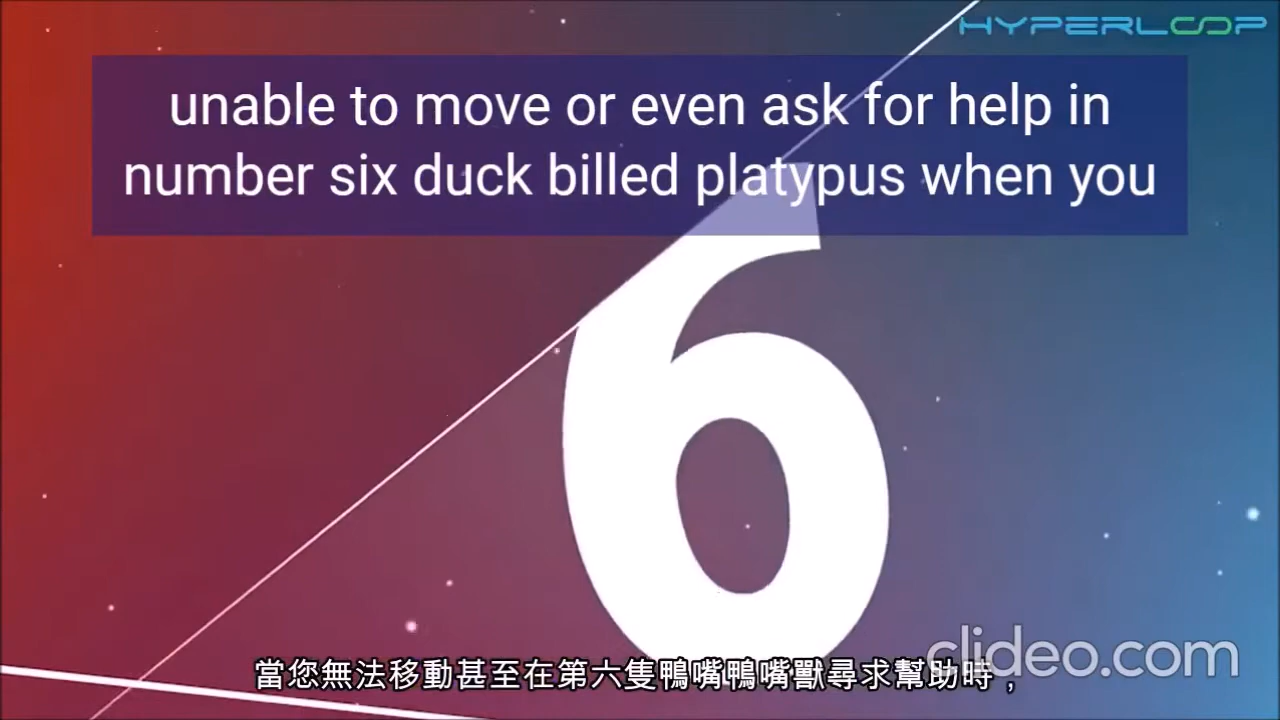 HYPERLOOP
unable to move or even ask for help in
number six duck billed platypus when you
6
clideo.com
當您無法移動甚至在第六隻鴨嘴鴨嘴獸尋求幫助時，